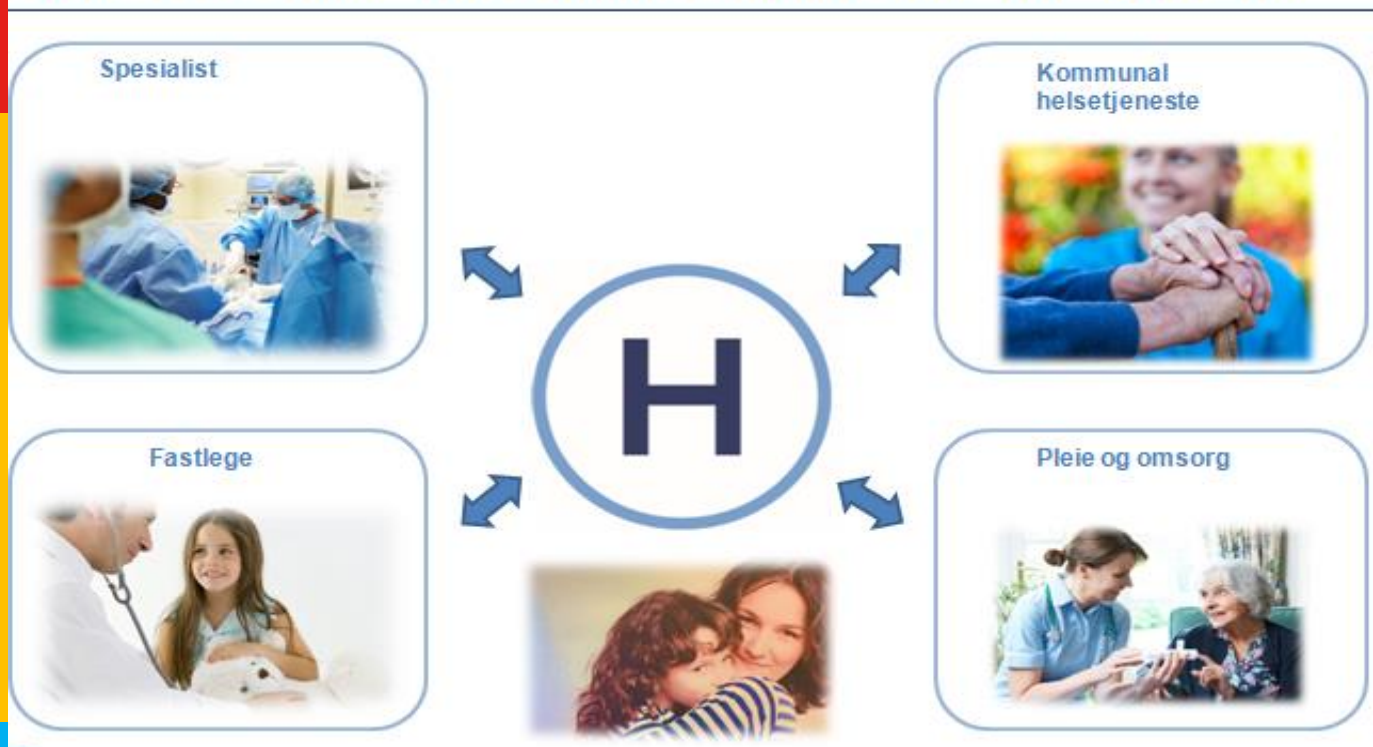 Spesialist
Kommunal
helsetjeneste
H
Fastlege
Pleie og omsorg